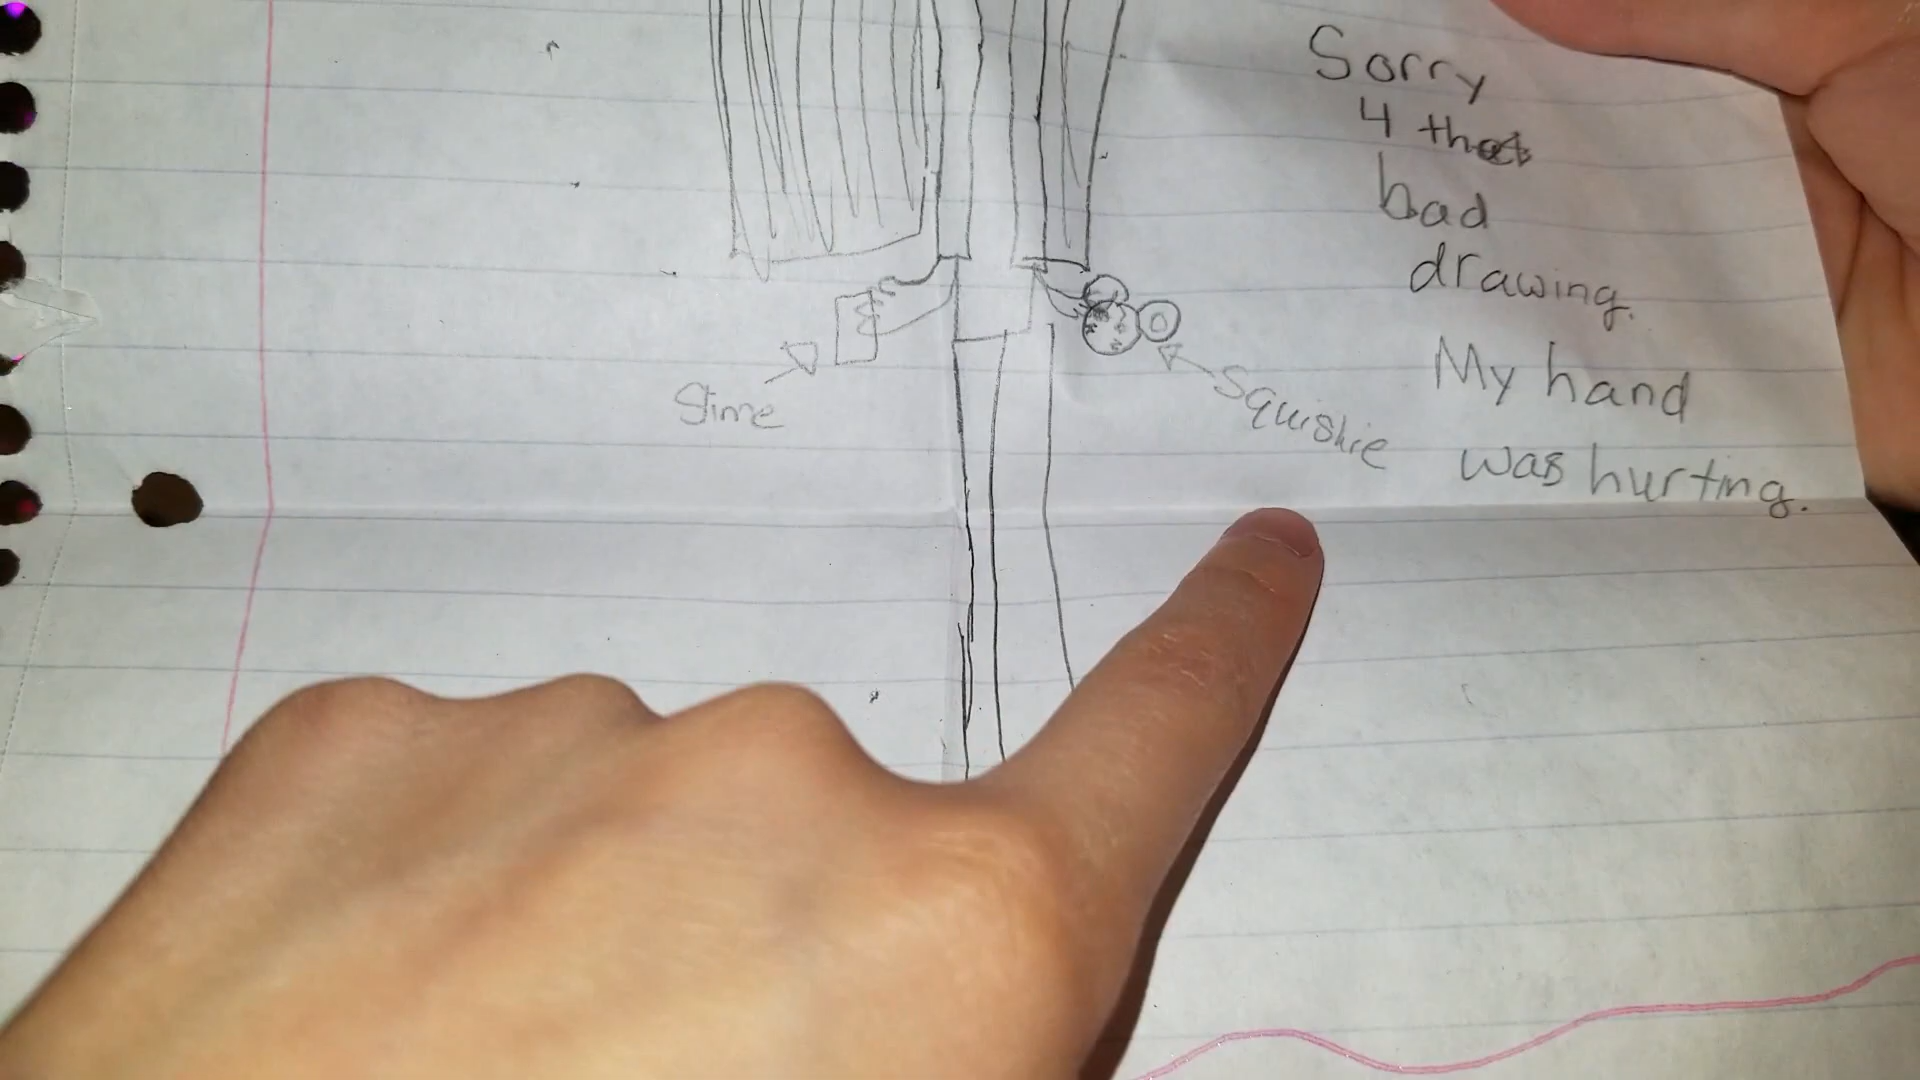 Sorry
4 that
bad
drawing.
My hand
was hurting.
Slime
Squishie